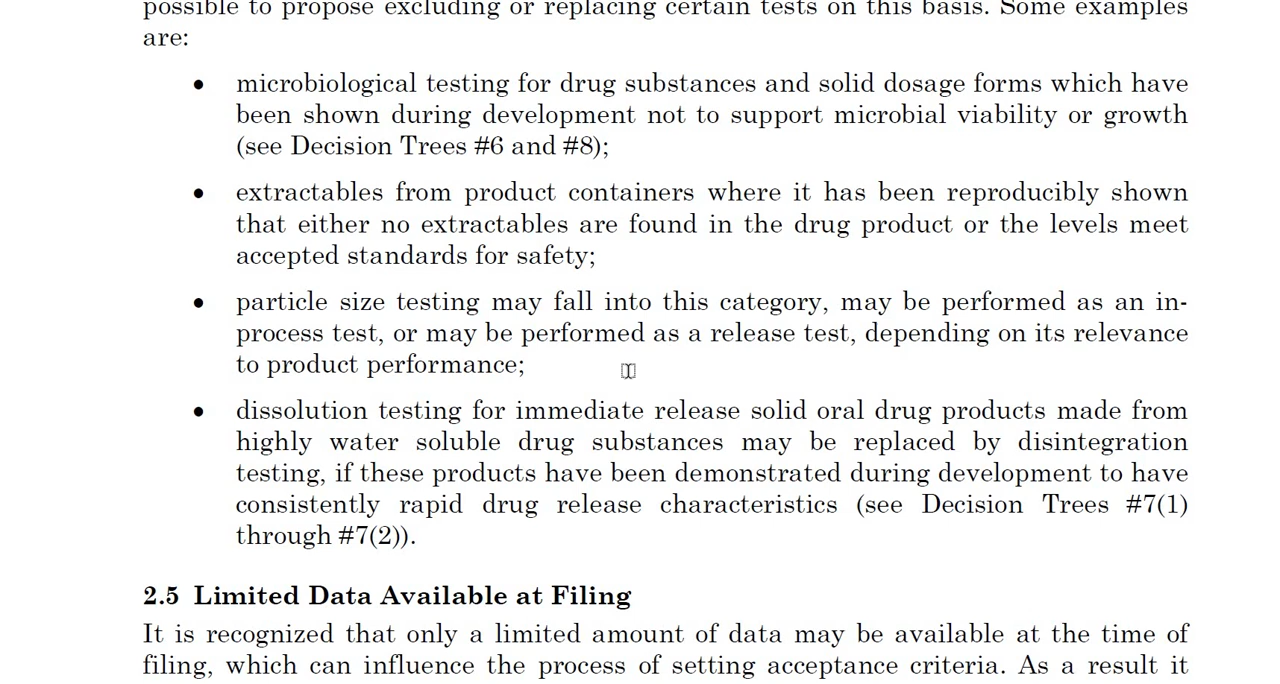 possible to propose excluding or replacing certain tests on this basis. Some examples
are:
• microbiological testing for drug substances and solid dosage forms which have
been shown during development not to support microbial viability or growth
(see Decision Trees #6 and #8);
• extractables from product containers where it has been reproducibly shown
that either no extractables are found in the drug product or the levels meet
accepted standards for safety;
• particle size testing may fall into this category, may be performed as an in-
process test, or may be performed as a release test, depending on its relevance
to product performance;
• dissolution testing for immediate release solid oral drug products made from
highly water soluble drug substances may be replaced by disintegration
testing, if these products have been demonstrated during development to have
consistently rapid drug release characteristics (see Decision Trees #7(1)
through #7(2)).
2.5 Limited Data Available at Filing
It is recognized that only a limited amount of data may be available at the time of
filing, which can influence the process of setting acceptance criteria. As a result it